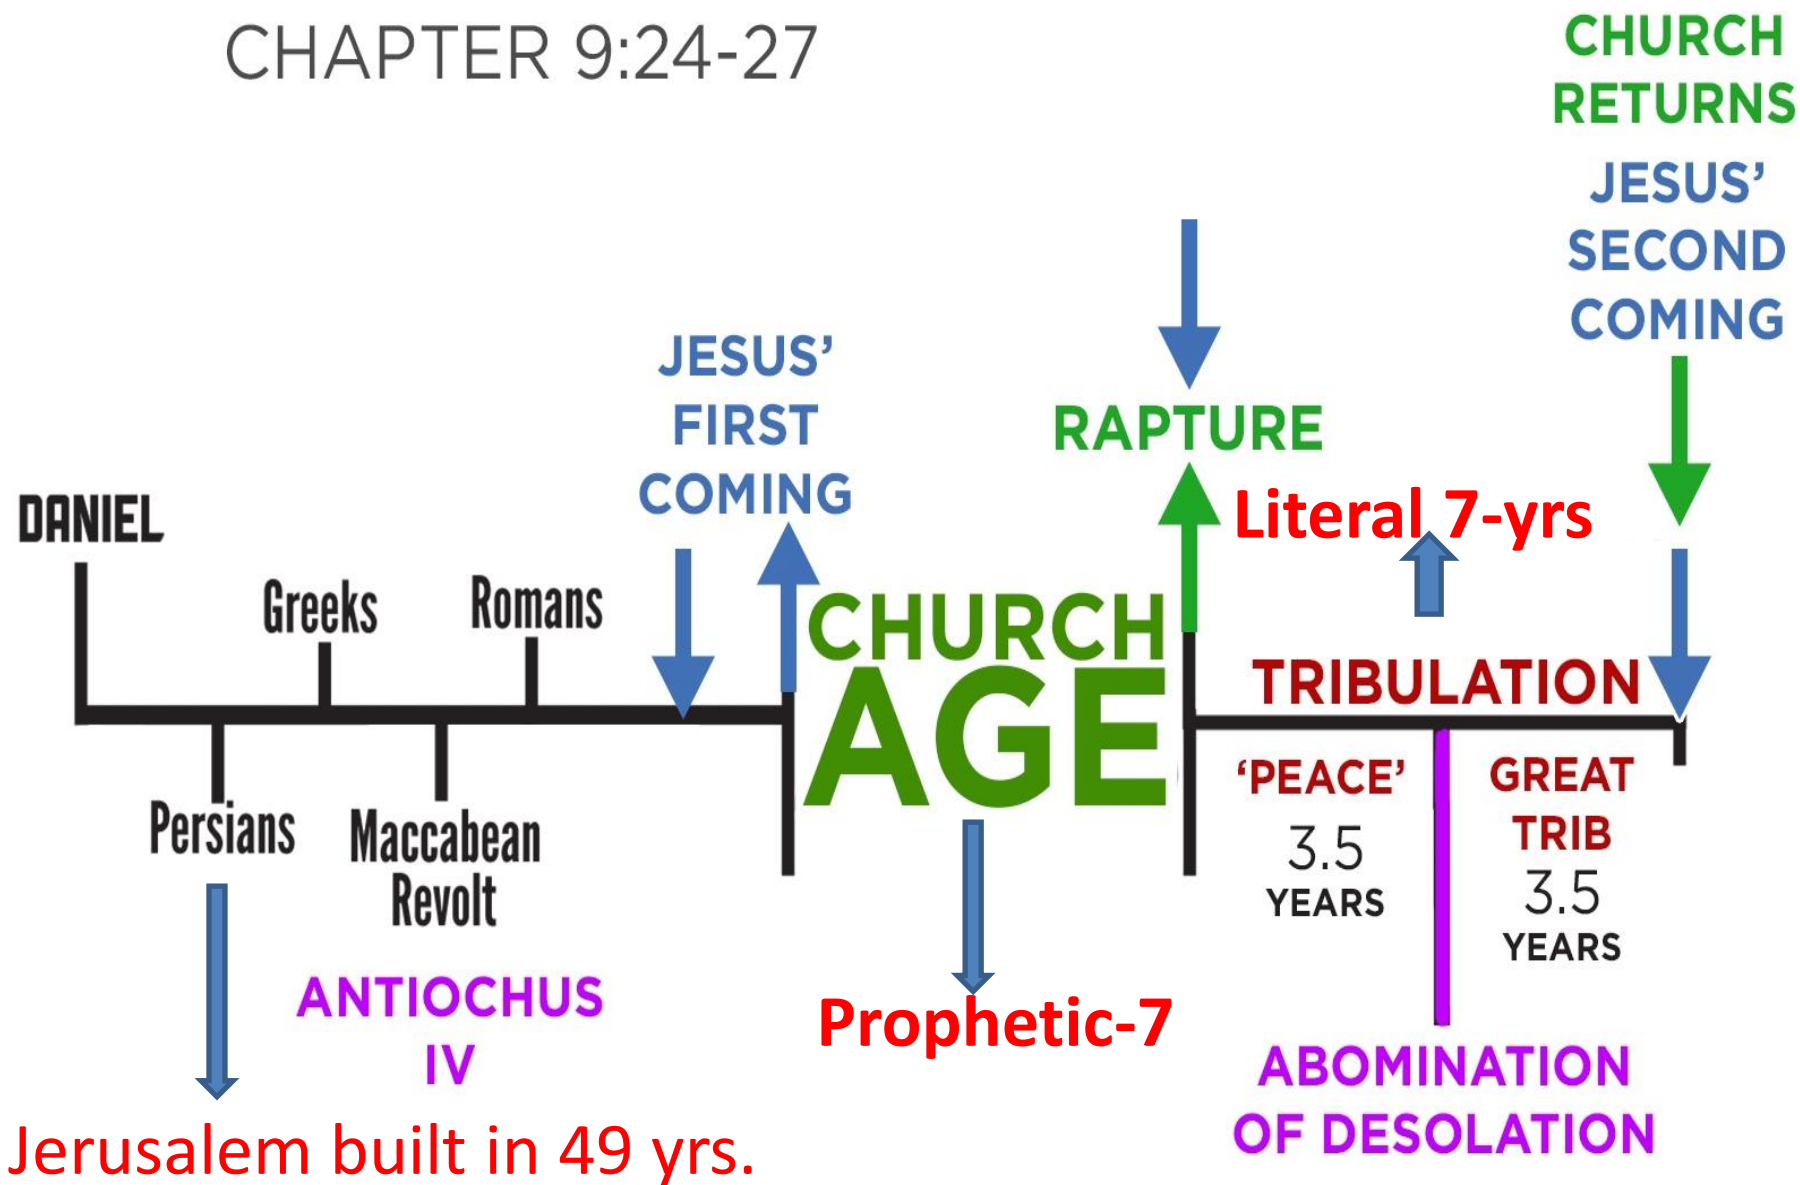 CHAPTER 9:24-27
CHURCH
RETURNS
JESUS’
SECOND
COMING
JESUS’
FIRST
COMING
RAPTURE
Literal 7-yrs
DANIEL
Greeks
Romans
CHURCH
AGE
TRIBULATION
Persians
Maccabean
Revolt
‘PEACE’
3.5
YEARS
GREAT
TRIB
3.5
YEARS
ANTIOCHUS
IV
Prophetic-7
ABOMINATION
OF DESOLATION
Jerusalem built in 49 yrs.